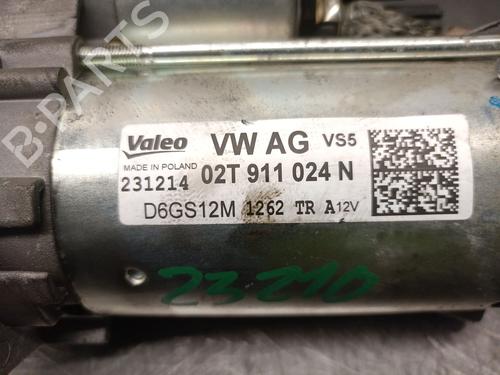 Valeo VW AG VS5
MADE IN POLAND
231214 02T 911 024 N
D6GS12M 1262 TR A12V
23210
B-PARTS